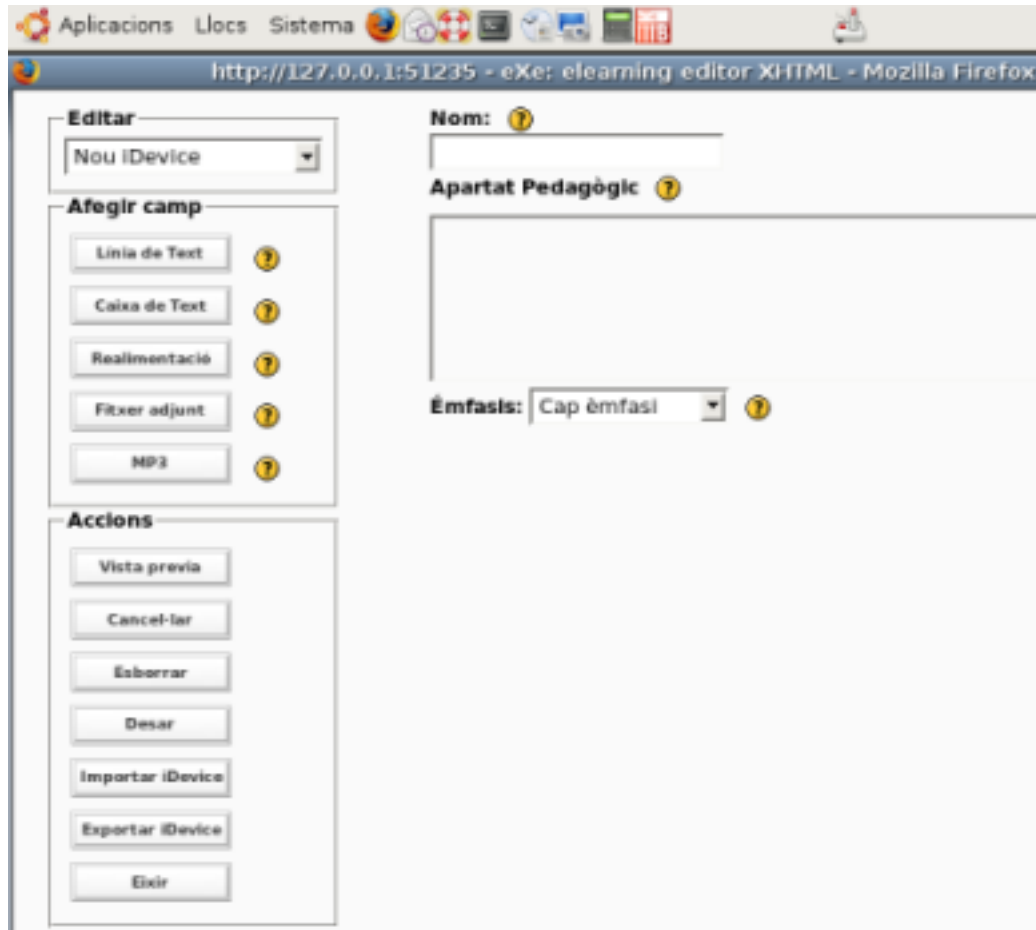 Aplicacions Llocs Sistema
http://127.0.0.1:51235 - eXe: elearning editor XHTML - Mozilla Firefox
Editar
Nou iDevice
Afegir camp
Línia de Text
Caixa de Text
Realimentació
Fitxer adjunt
MP3
Accions
Vista previa
Cancel·lar
Esborrar
Desar
Importar iDevice
Exportar iDevice
Eixir
Nom:
Apartat Pedagògic
Émfasis: Cap èmfasi